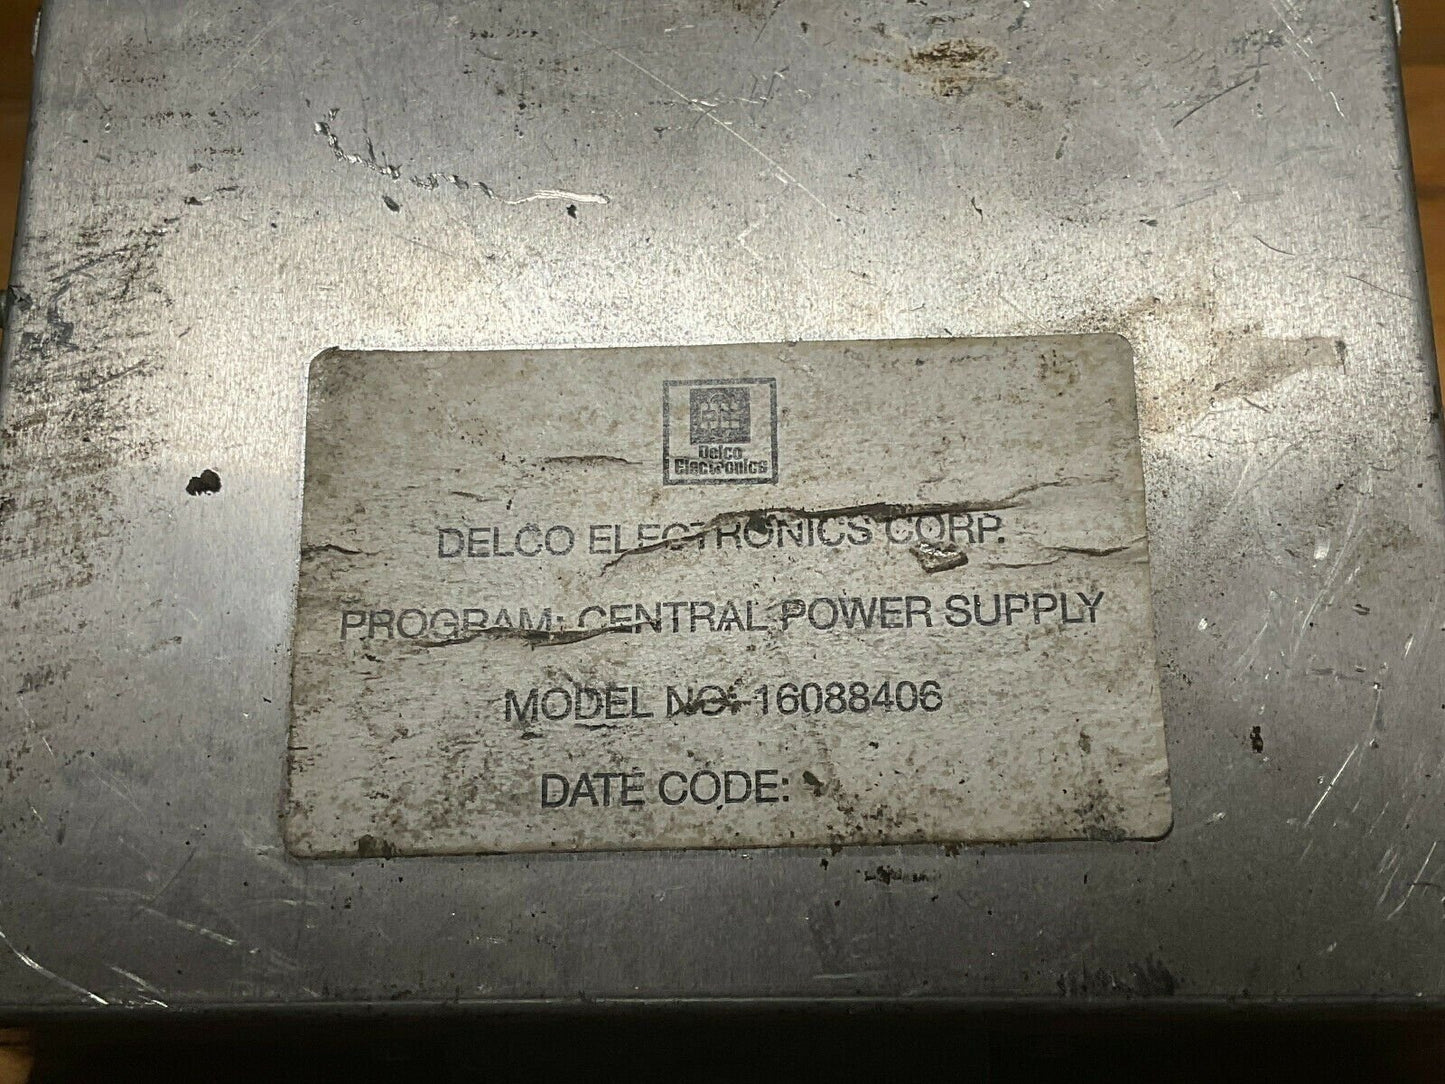 Delco
Electronics
DELCO ELECTRONICS CORP.
PROGRAM: CENTRAL POWER SUPPLY
MODEL NO: 16088406
DATE CODE: